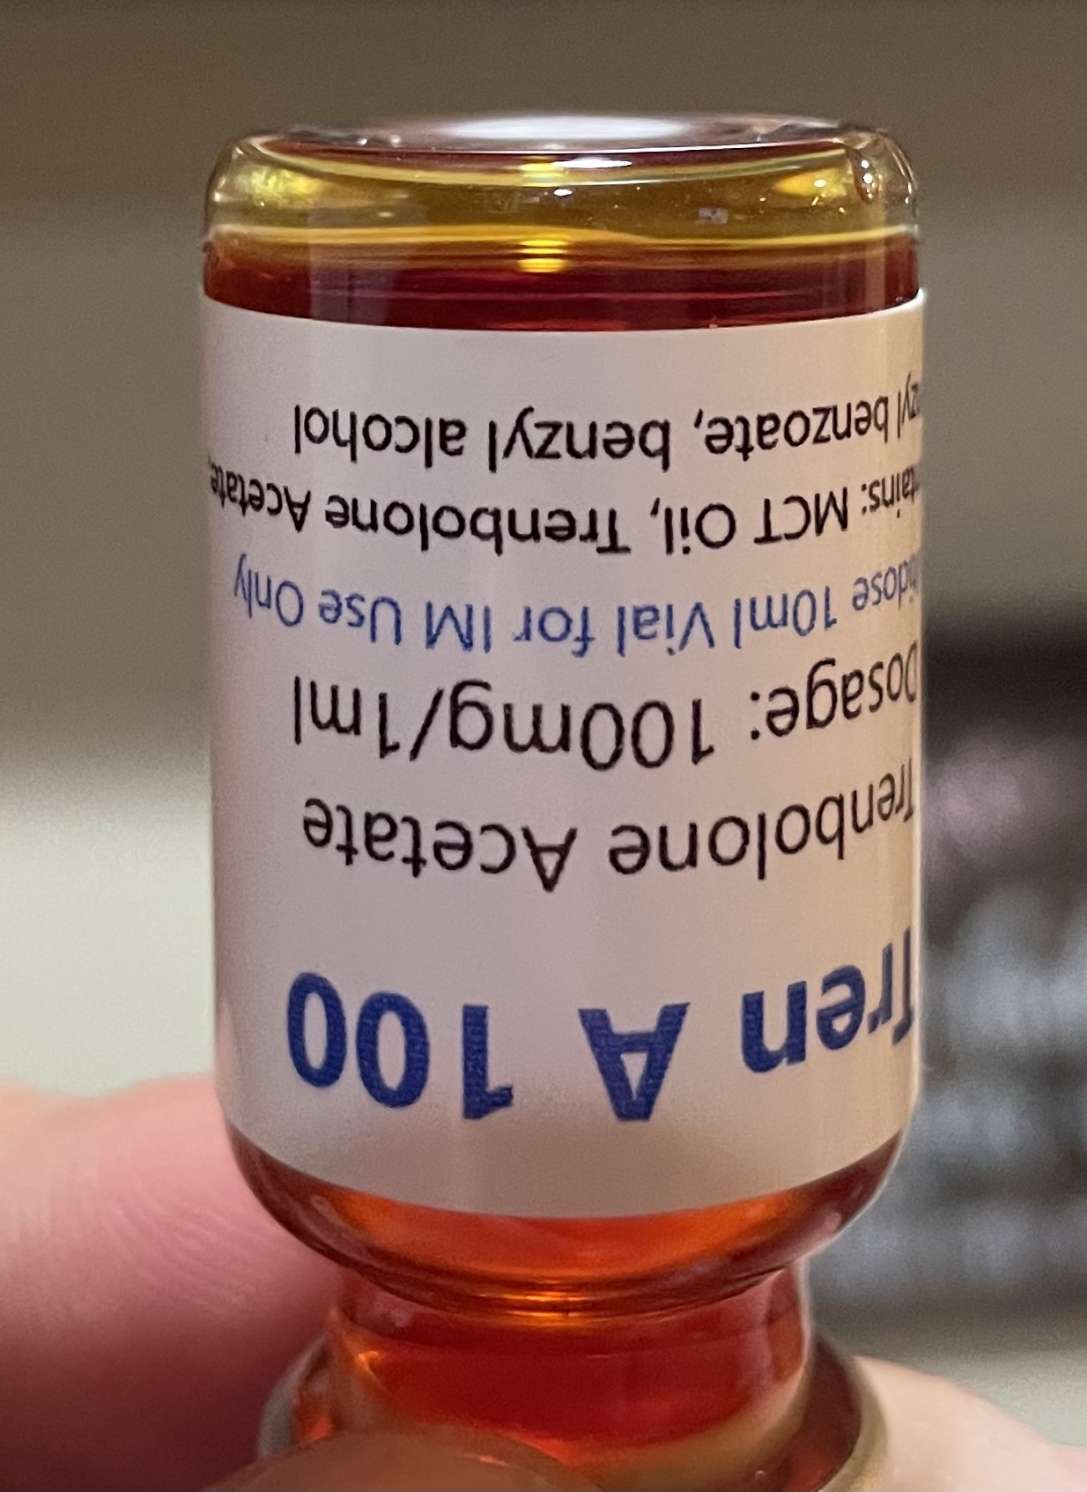 Tren A 100
Trenbolone Acetate
Dosage: 100mg/1ml
10ml Vial for IM Use Only
MCT Oil, Trenbolone Acetate,
benzoate, benzyl alcohol